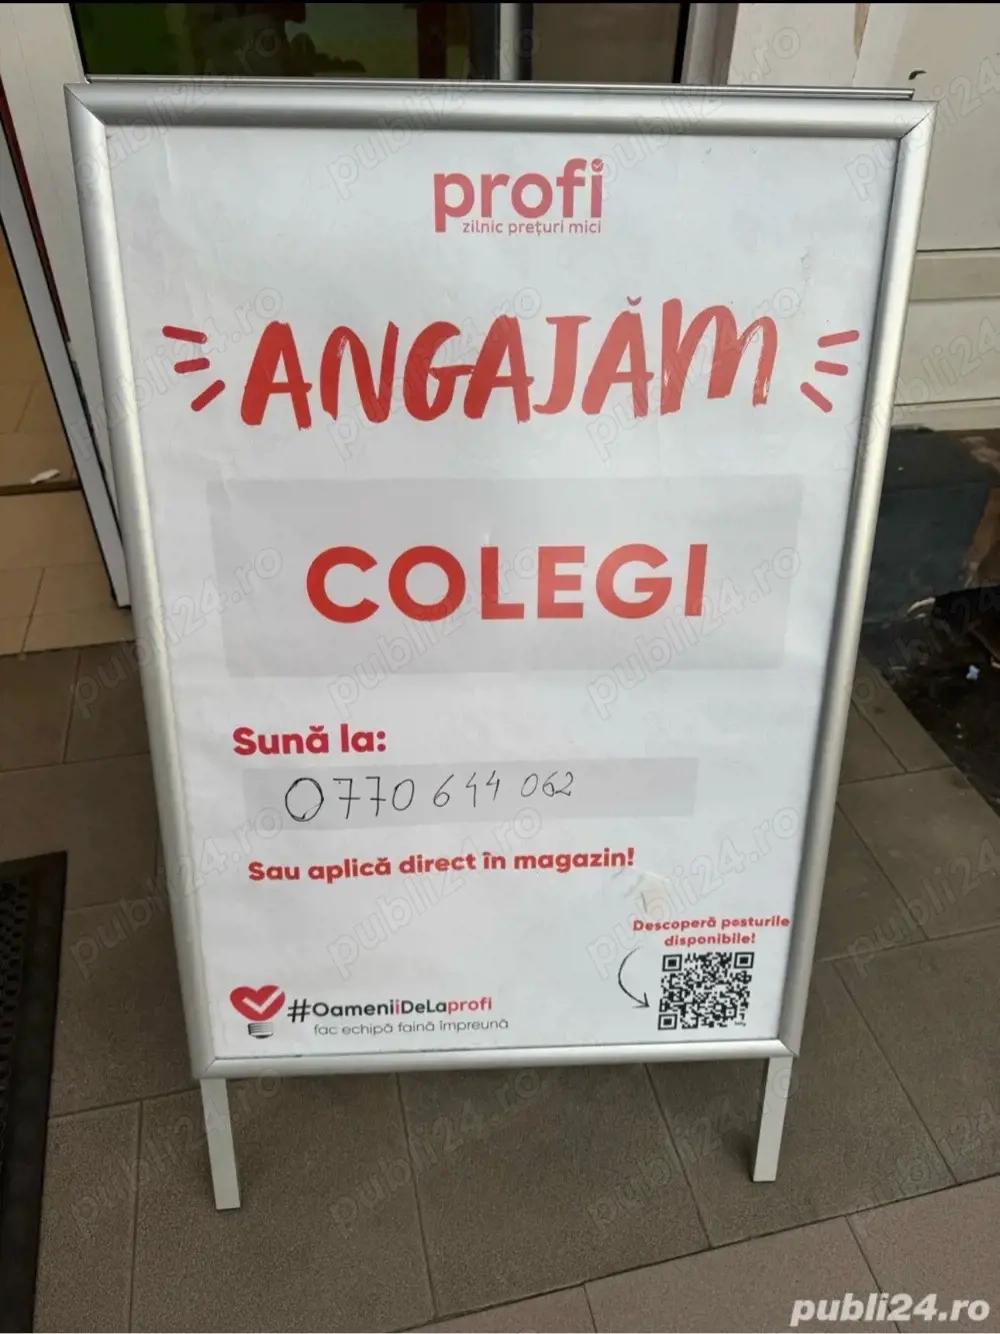 profi
zilnic prețuri mici
ANGAJĂM
COLEGI
Sună la:
0770 644 062
Sau aplică direct în magazin!
Descoperă posturile
disponibile!
#OameniiDeLaprofi
fac echipă faină împreună
publi24.ro